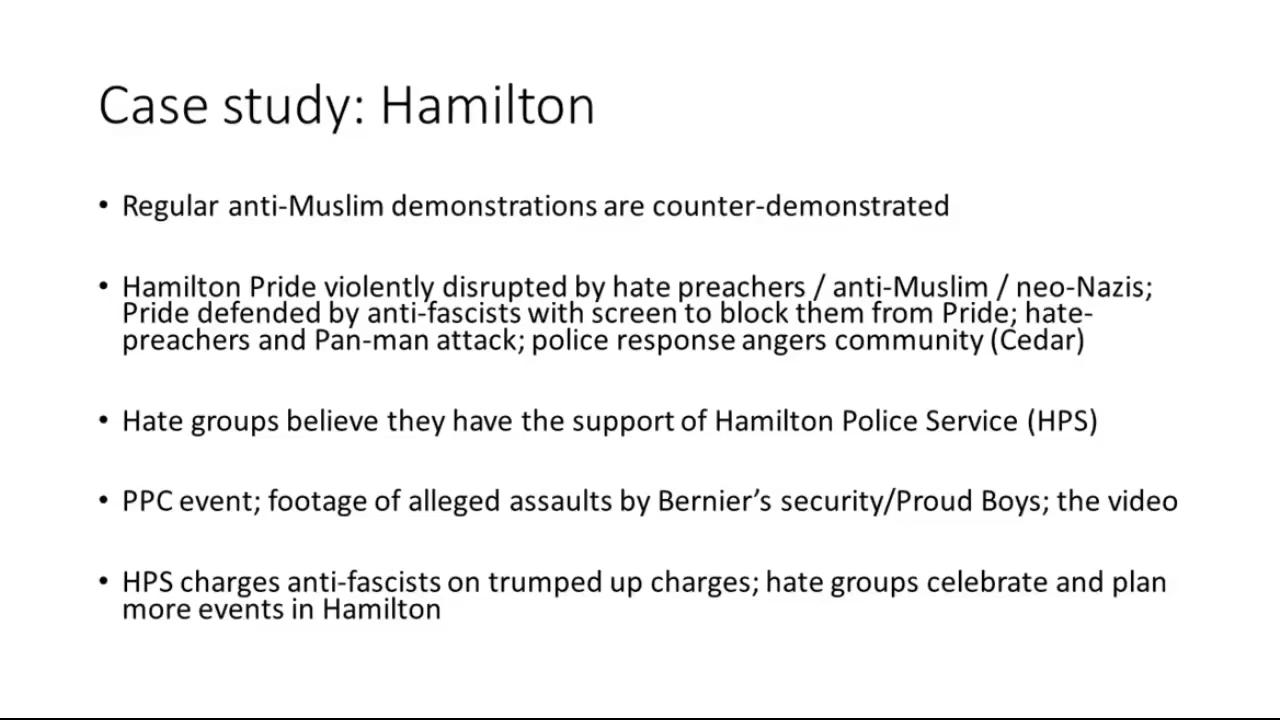 Case study: Hamilton
• Regular anti-Muslim demonstrations are counter-demonstrated
• Hamilton Pride violently disrupted by hate preachers / anti-Muslim / neo-Nazis;
Pride defended by anti-fascists with screen to block them from Pride; hate-
preachers and Pan-man attack; police response angers community (Cedar)
• Hate groups believe they have the support of Hamilton Police Service (HPS)
• PPC event; footage of alleged assaults by Bernier’s security/Proud Boys; the video
• HPS charges anti-fascists on trumped up charges; hate groups celebrate and plan
more events in Hamilton